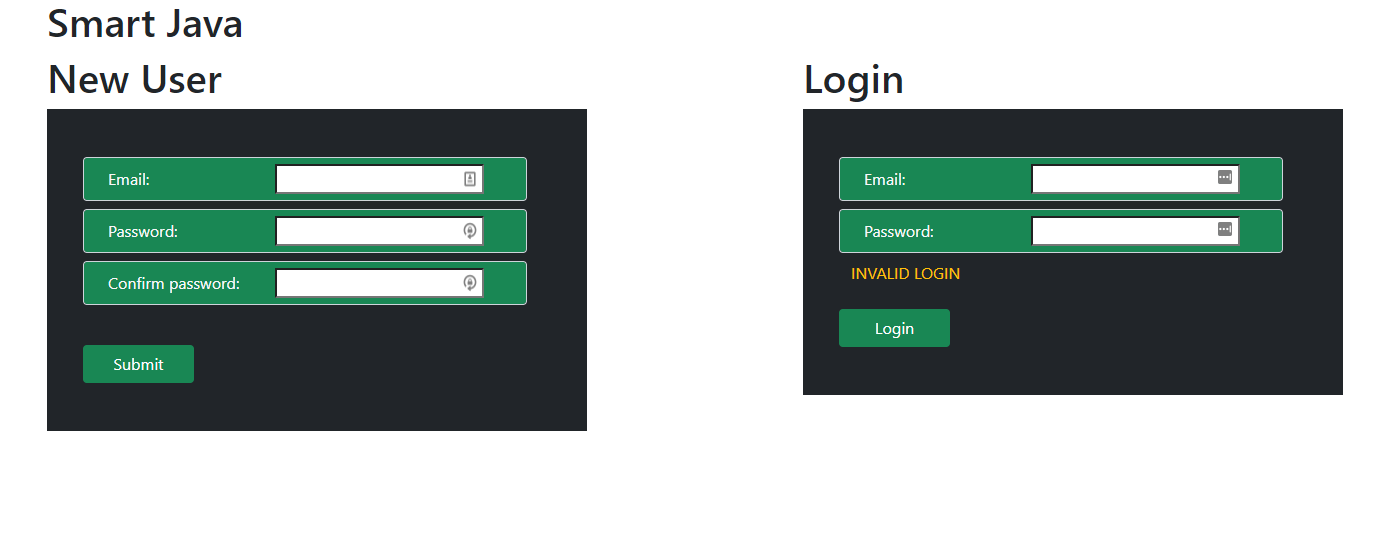 Smart Java
New User
Email:
Password:
Confirm password:
Submit
Login
Email:
Password:
INVALID LOGIN
Login